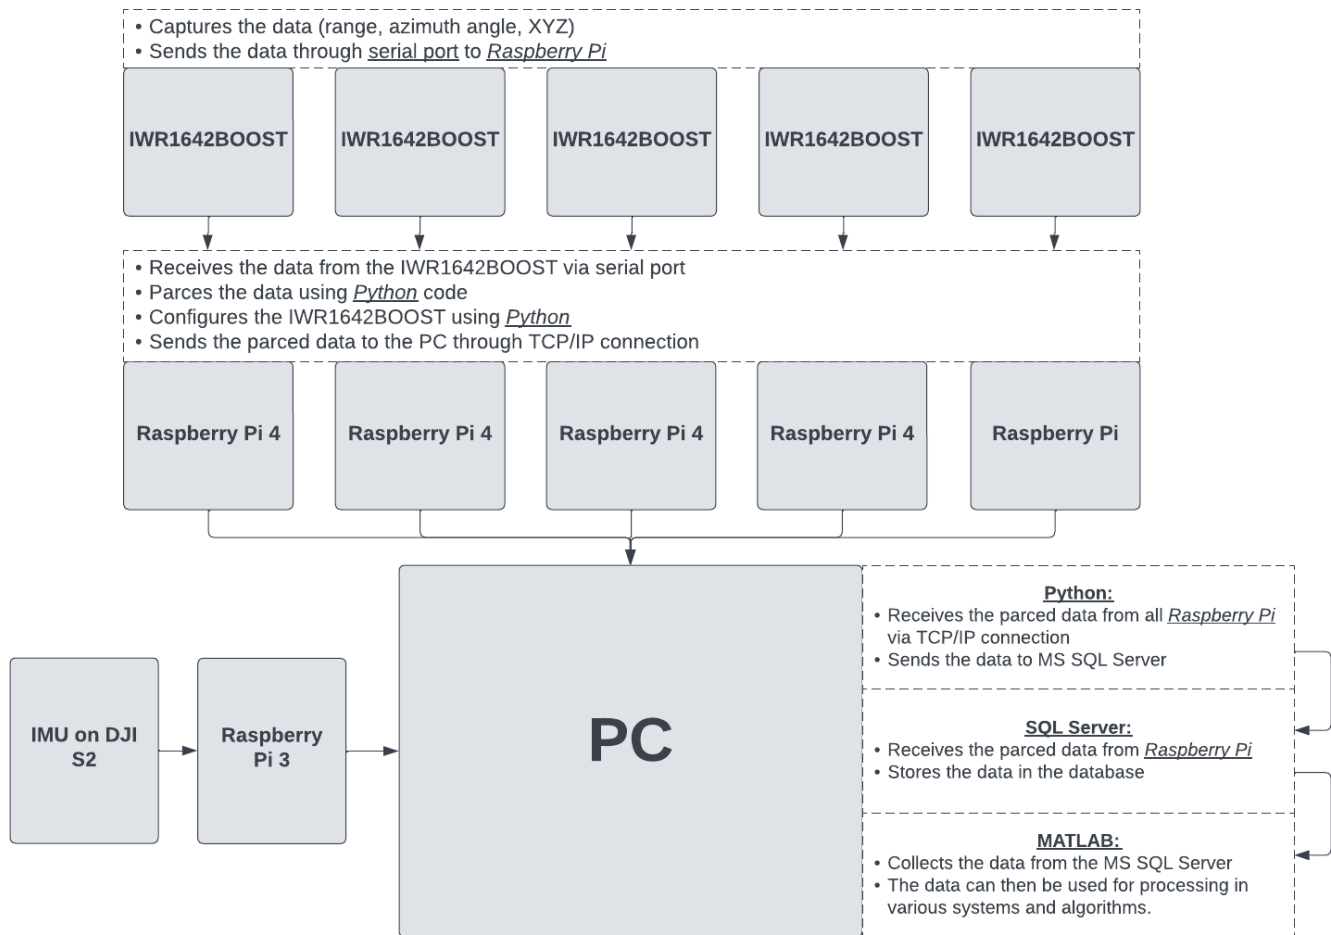 • Captures the data (range, azimuth angle, XYZ)
• Sends the data through serial port to Raspberry Pi
IWR1642BOOST
IWR1642BOOST
IWR1642BOOST
IWR1642BOOST
IWR1642BOOST
• Receives the data from the IWR1642BOOST via serial port
• Parces the data using Python code
• Configures the IWR1642BOOST using Python
• Sends the parced data to the PC through TCP/IP connection
Raspberry Pi 4
Raspberry Pi 4
Raspberry Pi 4
Raspberry Pi 4
Raspberry Pi
IMU on DJI
S2
Raspberry
Pi 3
PC
Python:
• Receives the parced data from all Raspberry Pi
via TCP/IP connection
• Sends the data to MS SQL Server
SQL Server:
• Receives the parced data from Raspberry Pi
• Stores the data in the database
MATLAB:
• Collects the data from the MS SQL Server
• The data can then be used for processing in
various systems and algorithms.